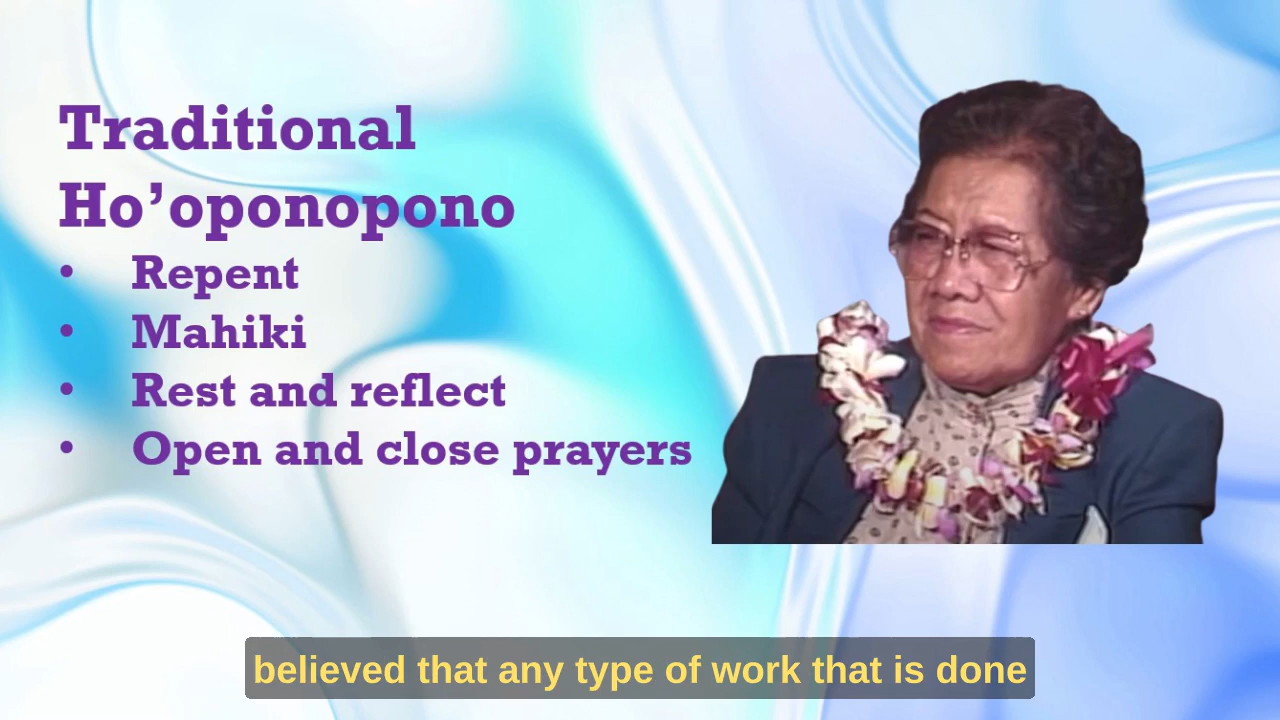 Traditional
Ho’oponopono
• Repent
• Mahiki
• Rest and reflect
• Open and close prayers
believed that any type of work that is done